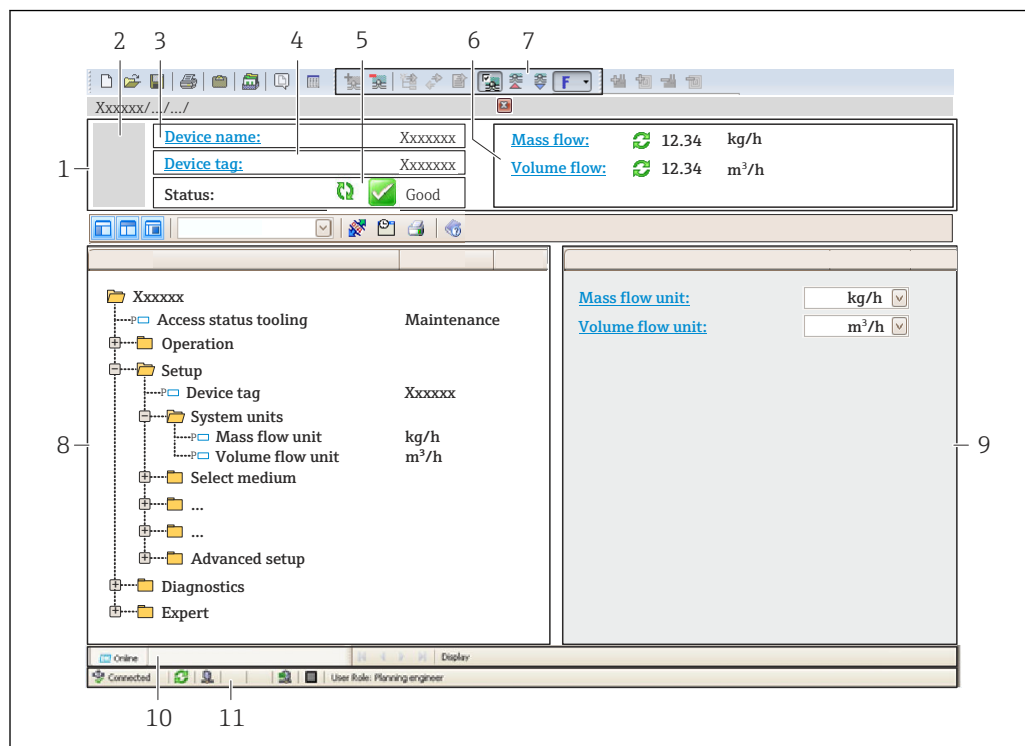 2 3 4 5 6 7
F
Xxxxxx/.../.../
1
Device name: Xxxxxxx
Mass flow: 12.34 kg/h
Device tag: Xxxxxxx
Volume flow: 12.34 m³/h
Status: Good
Xxxxxx
Mass flow unit: kg/h
P Access status tooling Maintenance
Volume flow unit: m³/h
Operation
Setup
P Device tag Xxxxxx
System units
8
9
P Mass flow unit kg/h
P Volume flow unit m³/h
Select medium
...
...
Advanced setup
Diagnostics
Expert
Online Display
Connected User Role: Planning engineer
10 11